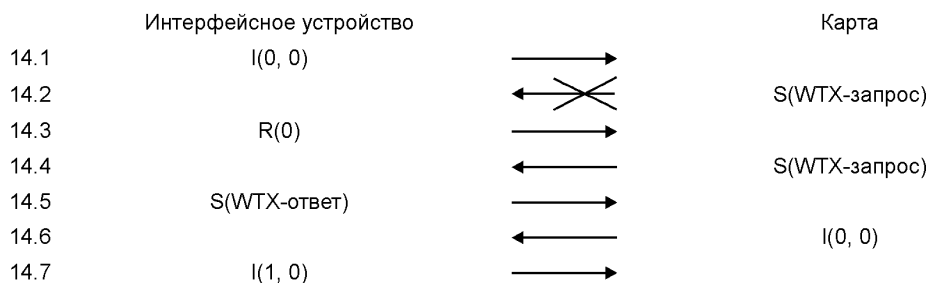 Интерфейсное устройство Карта
14.1 I(0, 0)
14.2 S(WTX-запрос)
14.3 R(0)
14.4 S(WTX-запрос)
14.5 S(WTX-ответ)
14.6 I(0, 0)
14.7 I(1, 0)